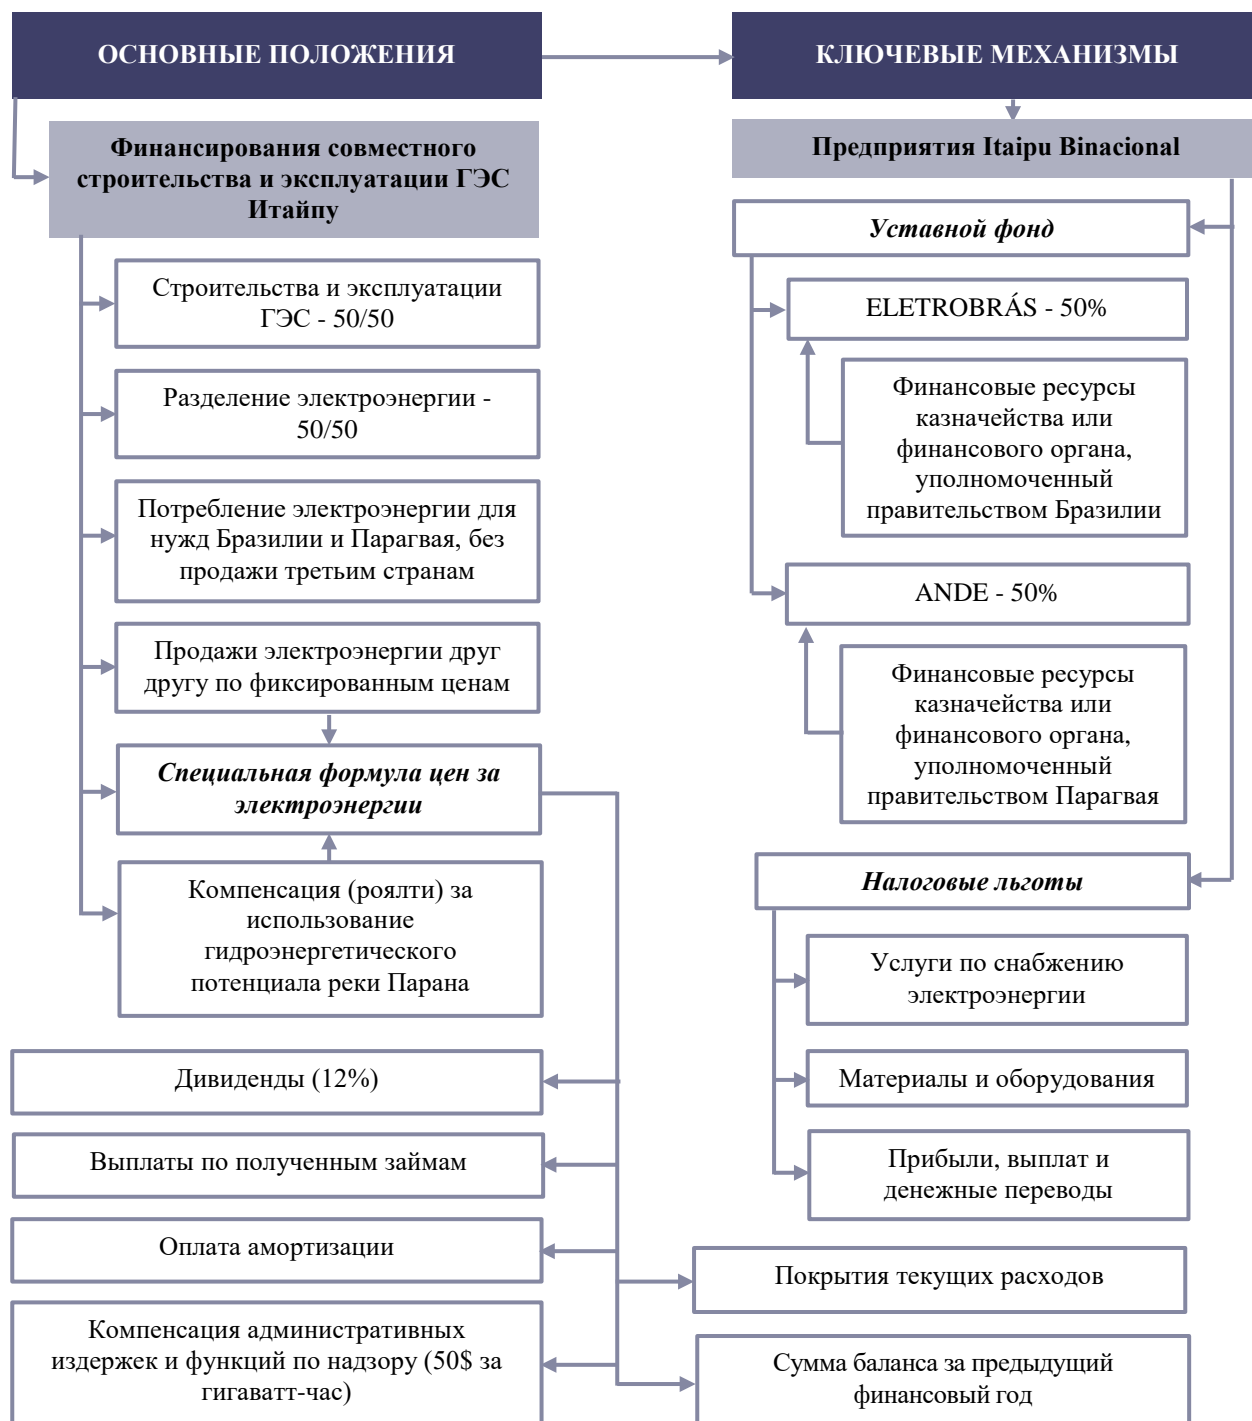 ОСНОВНЫЕ ПОЛОЖЕНИЯ
Финансирования совместного
строительства и эксплуатации ГЭС
Итайпу
Строительства и эксплуатации
ГЭС - 50/50
Разделение электроэнергии -
50/50
Потребление электроэнергии для
нужд Бразилии и Парагвая, без
продажи третьим странам
Продажи электроэнергии друг
другу по фиксированным ценам
Специальная формула цен за
электроэнергии
Компенсация (роялти) за
использование
гидроэнергетического
потенциала реки Парана
Дивиденды (12%)
Выплаты по полученным займам
Оплата амортизации
Компенсация административных
издержек и функций по надзору (50$ за
гигаватт-час)
КЛЮЧЕВЫЕ МЕХАНИЗМЫ
Предприятия Itaipu Binacional
Уставной фонд
ELETROBRÁS - 50%
Финансовые ресурсы
казначейства или
финансового органа,
уполномоченный
правительством Бразилии
ANDE - 50%
Финансовые ресурсы
казначейства или
финансового органа,
уполномоченный
правительством Парагвая
Налоговые льготы
Услуги по снабжению
электроэнергии
Материалы и оборудования
Прибыли, выплат и
денежные переводы
Покрытия текущих расходов
Сумма баланса за предыдущий
финансовый год